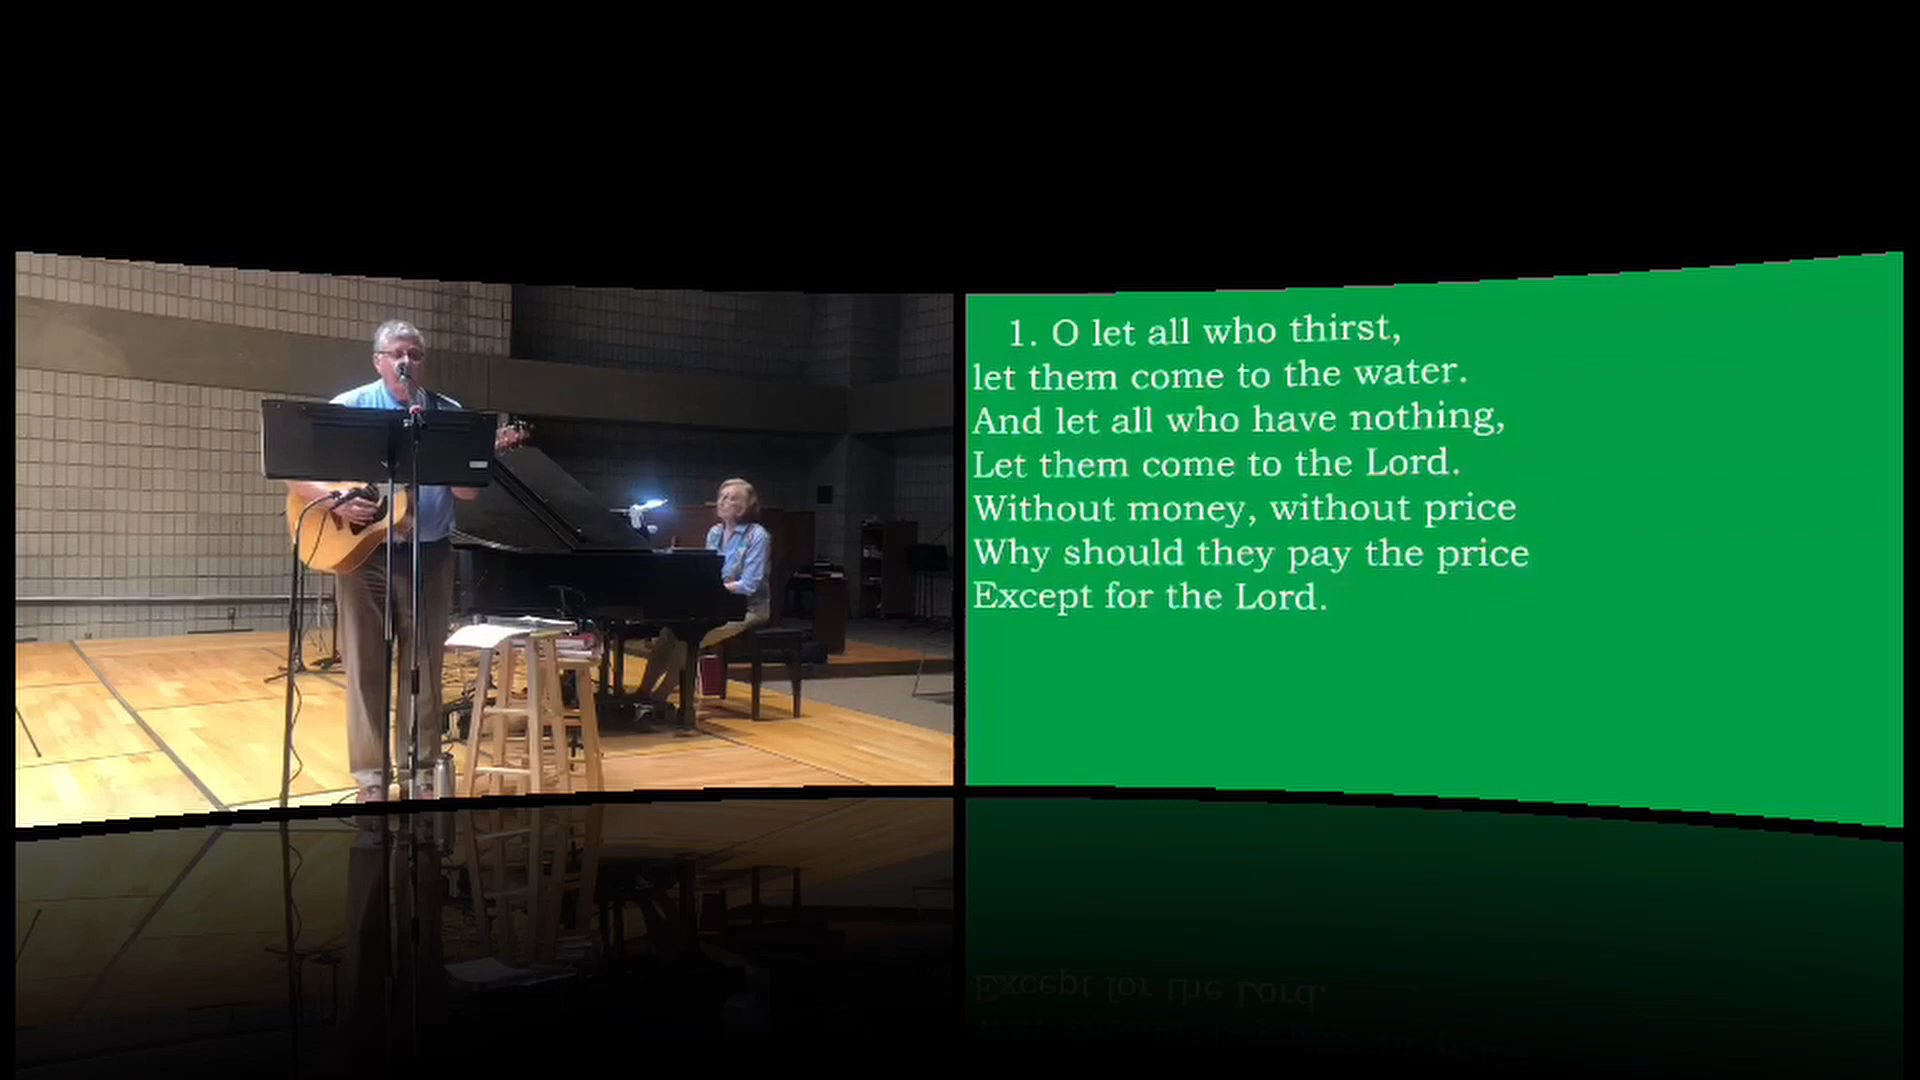 1. O let all who thirst,
let them come to the water.
And let all who have nothing,
Let them come to the Lord.
Without money, without price
Why should they pay the price
Except for the Lord.